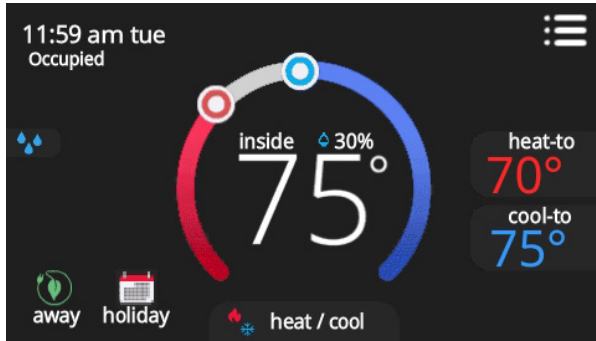 11:59 am tue
Occupied
inside 30%
75°
heat-to
70°
cool-to
75°
away holiday
heat / cool